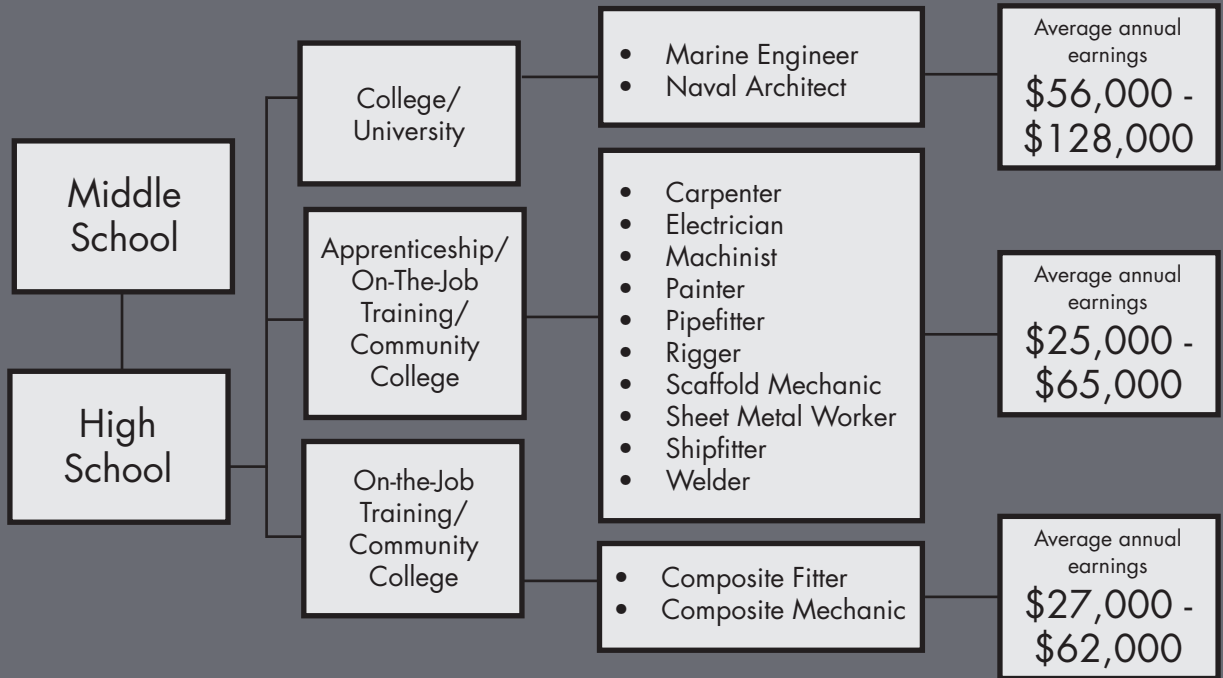 Middle
School
High
School
College/
University
Apprenticeship/
On-The-Job
Training/
Community
College
On-the-Job
Training/
Community
College
• Marine Engineer
• Naval Architect
• Carpenter
• Electrician
• Machinist
• Painter
• Pipefitter
• Rigger
• Scaffold Mechanic
• Sheet Metal Worker
• Shipfitter
• Welder
• Composite Fitter
• Composite Mechanic
Average annual
earnings
$56,000 -
$128,000
Average annual
earnings
$25,000 -
$65,000
Average annual
earnings
$27,000 -
$62,000